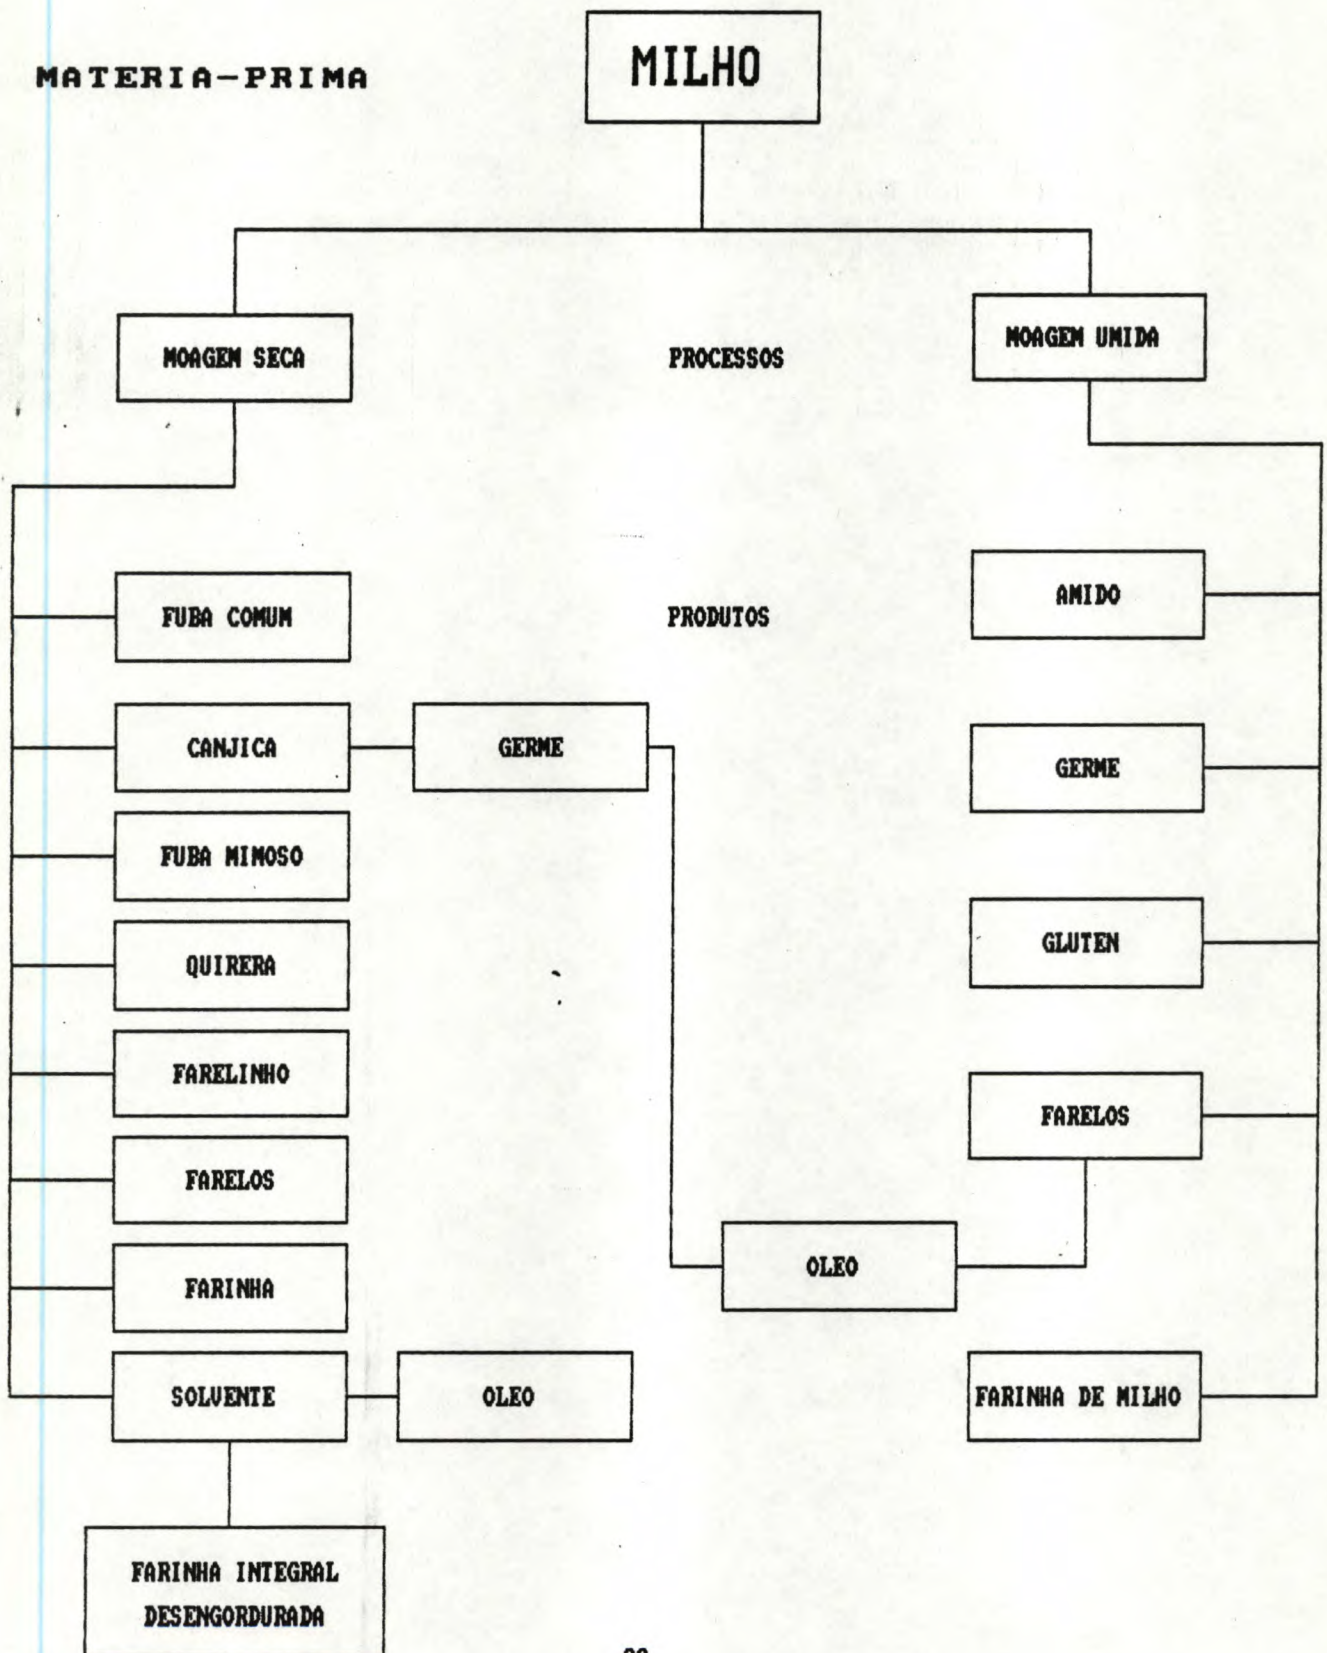 MATERIA-PRIMA
MILHO
MOAGEM SECA
PROCESSOS
MOAGEM UMIDA
FUBA COMUM
PRODUTOS
AMIDO
CANJICA
GERME
GERME
FUBA MIMOSO
QUIRERA
GLUTEN
FARELINHO
FARELOS
FARELOS
OLEO
FARINHA
SOLVENTE
OLEO
FARINHA DE MILHO
FARINHA INTEGRAL
DESENGORDURADA